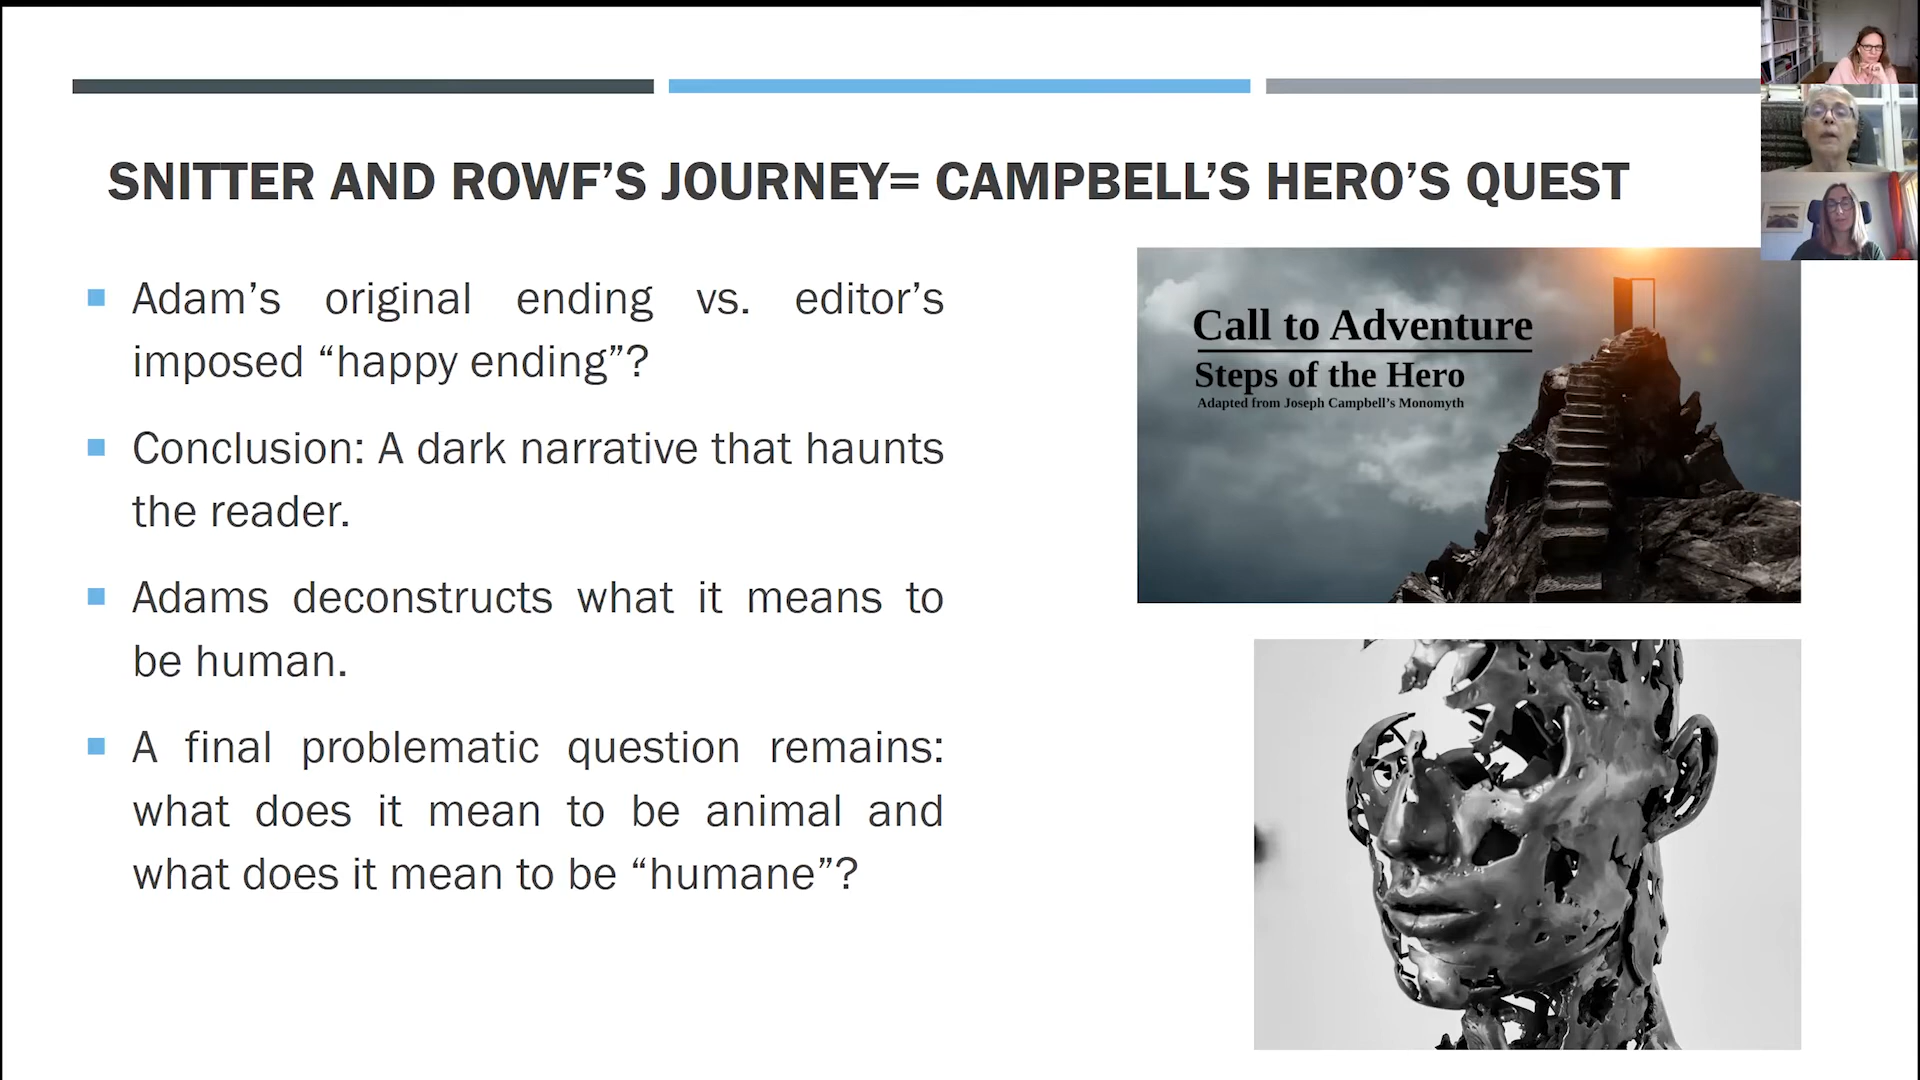 SNITTER AND ROWF’S JOURNEY= CAMPBELL’S HERO’S QUEST
Adam’s original ending vs. editor’s
imposed “happy ending”?
Conclusion: A dark narrative that haunts
the reader.
Adams deconstructs what it means to
be human.
A final problematic question remains:
what does it mean to be animal and
what does it mean to be “humane”?
Call to Adventure
Steps of the Hero
Adapted from Joseph Campbell’s Monomyth